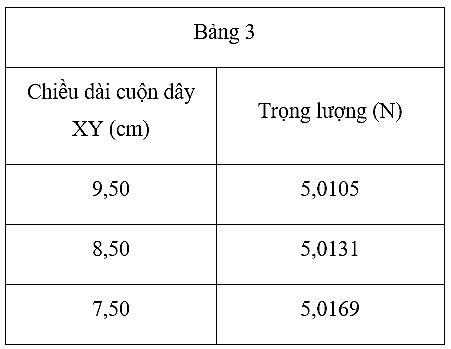 Bảng 3
Chiều dài cuộn dây
XY (cm)
Trọng lượng (N)
9,50
5,0105
8,50
5,0131
7,50
5,0169